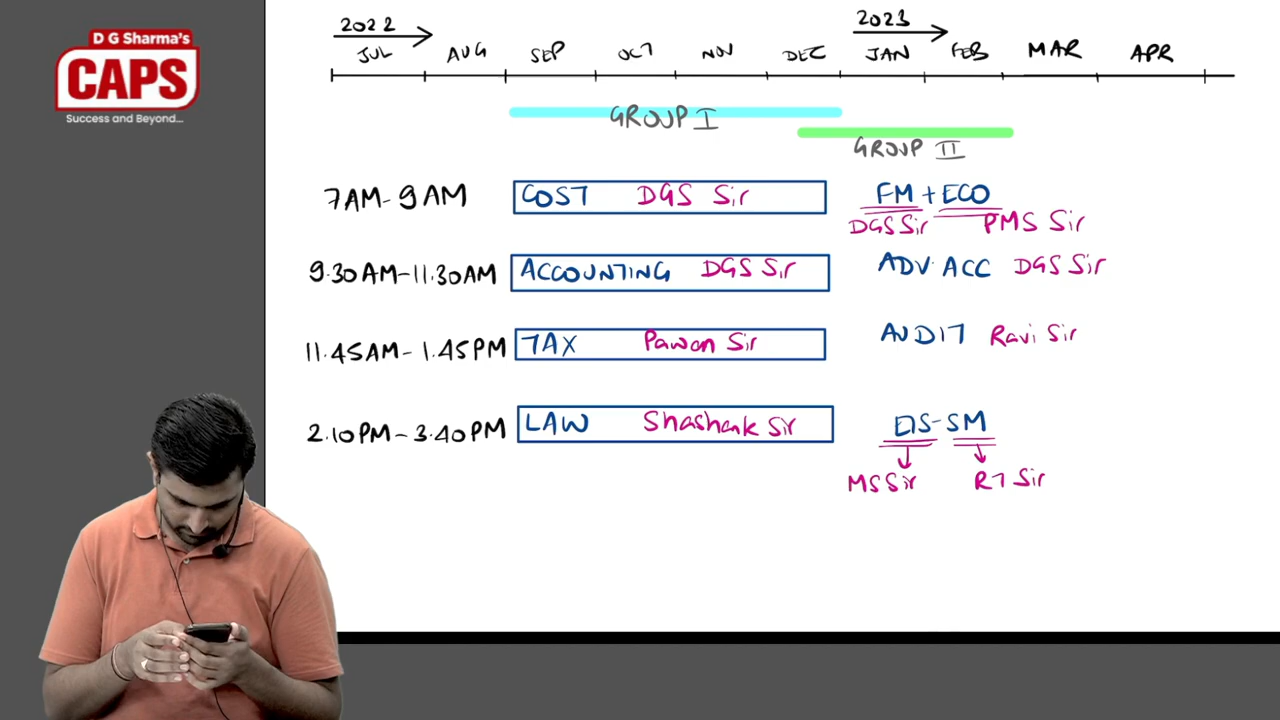 D G Sharma's
CAPS
Success and Beyond...
2022 2023
JUL AUG SEP OCT NOV DEC JAN FEB MAR APR
GROUP I
GROUP II
7AM-9AM COST DGS Sir FM + ECO
DGS Sir PMS Sir
9.30AM-11.30AM ACCOUNTING DGS Sir ADV. ACC DGS Sir
11.45AM-1.45PM TAX Pawan Sir AUDIT Ravi Sir
2.10PM-3.40PM LAW Shashank Sir EIS-SM
MS Sir RT Sir